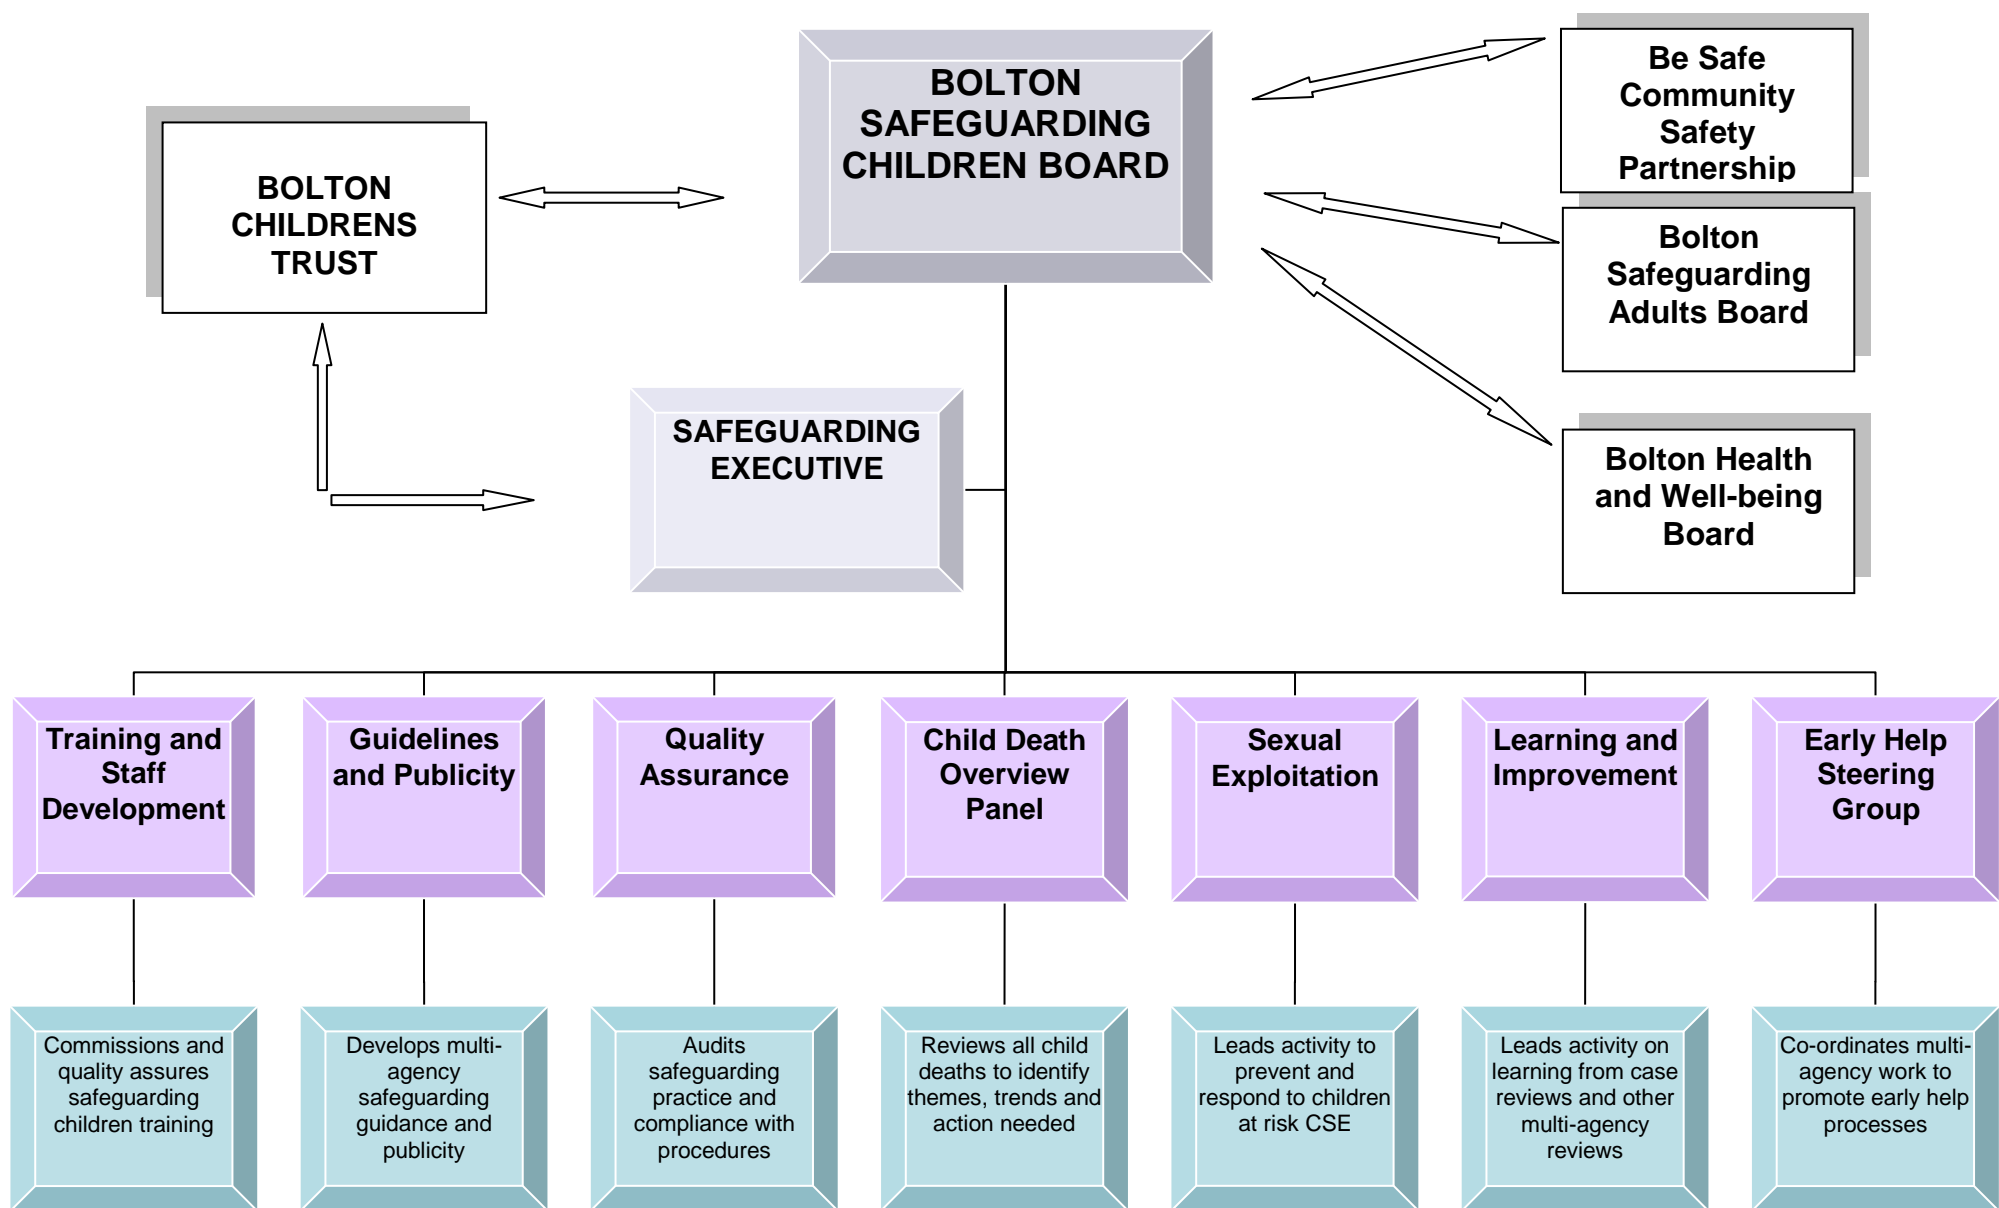 BOLTON
SAFEGUARDING
CHILDREN BOARD
Be Safe
Community
Safety
Partnership
BOLTON
CHILDRENS
TRUST
Bolton
Safeguarding
Adults Board
SAFEGUARDING
EXECUTIVE
Bolton Health
and Well-being
Board
Training and
Staff
Development
Guidelines
and Publicity
Quality
Assurance
Child Death
Overview
Panel
Sexual
Exploitation
Learning and
Improvement
Early Help
Steering
Group
Commissions and
quality assures
safeguarding
children training
Develops multi-
agency
safeguarding
guidance and
publicity
Audits
safeguarding
practice and
compliance with
procedures
Reviews all child
deaths to identify
themes, trends and
action needed
Leads activity to
prevent and
respond to children
at risk CSE
Leads activity on
learning from case
reviews and other
multi-agency
reviews
Co-ordinates multi-
agency work to
promote early help
processes